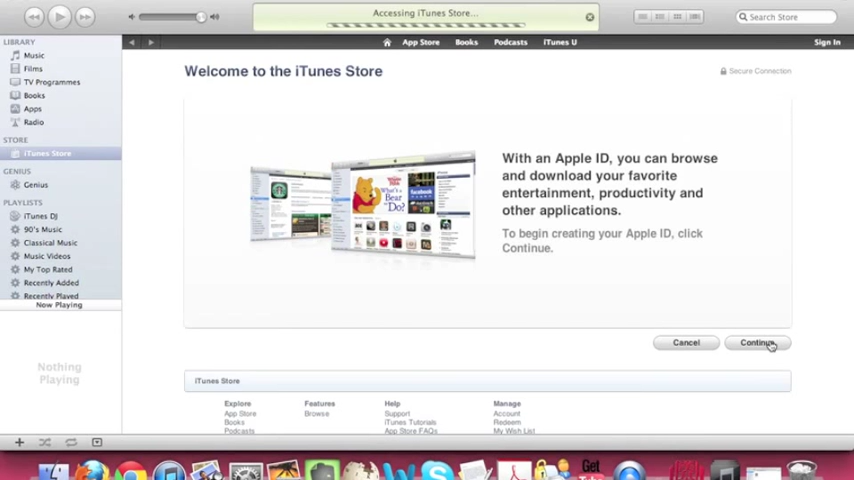 Accessing iTunes Store...
Search Store
LIBRARY
Music
Films
TV Programmes
Books
Apps
Radio
STORE
iTunes Store
GENIUS
Genius
PLAYLISTS
iTunes DJ
90's Music
Classical Music
Music Videos
My Top Rated
Recently Added
Recently Played
Now Playing
Nothing
Playing
App Store Books Podcasts iTunes U Sign In
Welcome to the iTunes Store
Secure Connection
What's a
Bear to
Do?
With an Apple ID, you can browse
and download your favorite
entertainment, productivity and
other applications.
To begin creating your Apple ID, click
Continue.
Cancel
Continue
iTunes Store
Explore
App Store
Books
Podcasts
Features
Browse
Help
Support
iTunes Tutorials
App Store FAQs
Manage
Account
Redeem
My Wish List
Get